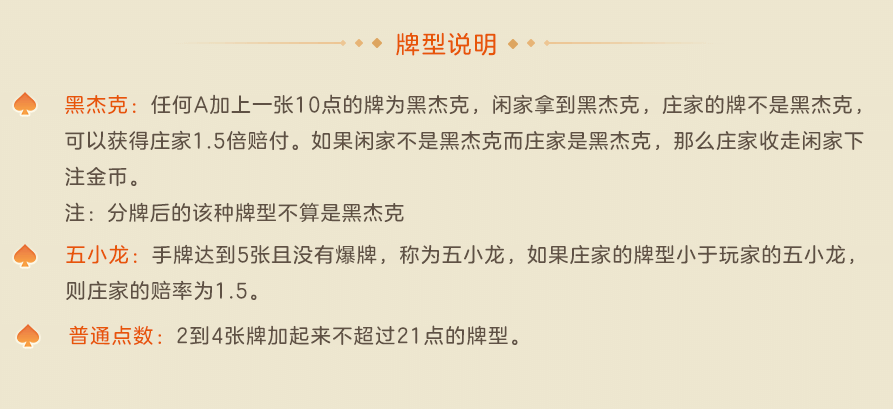 牌型说明
黑杰克：任何A加上一张10点的牌为黑杰克，闲家拿到黑杰克，庄家的牌不是黑杰克，
可以获得庄家1.5倍赔付。如果闲家不是黑杰克而庄家是黑杰克，那么庄家收走闲家下
注金币。
注：分牌后的该种牌型不算是黑杰克
五小龙：手牌达到5张且没有爆牌，称为五小龙，如果庄家的牌型小于玩家的五小龙，
则庄家的赔率为1.5。
普通点数：2到4张牌加起来不超过21点的牌型。